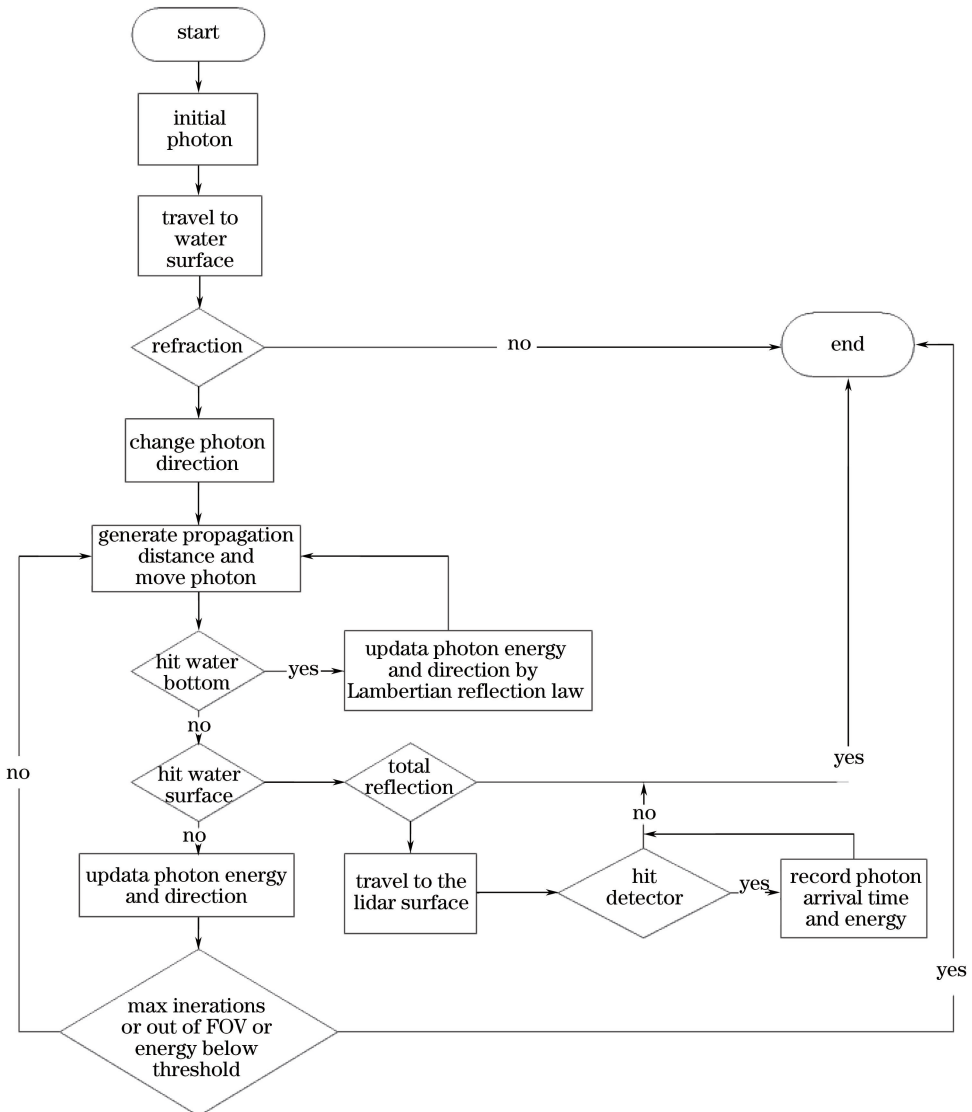 start
initial
photon
travel to
water
surface
refraction
no
end
change photon
direction
generate propagation
distance and
move photon
hit water
bottom
yes
updata photon energy
and direction by
Lambertian reflection law
no
hit water
surface
total
reflection
yes
no
no
no
updata photon energy
and direction
travel to the
lidar surface
hit
detector
yes
record photon
arrival time
and energy
yes
max inerations
or out of FOV or
energy below
threshold